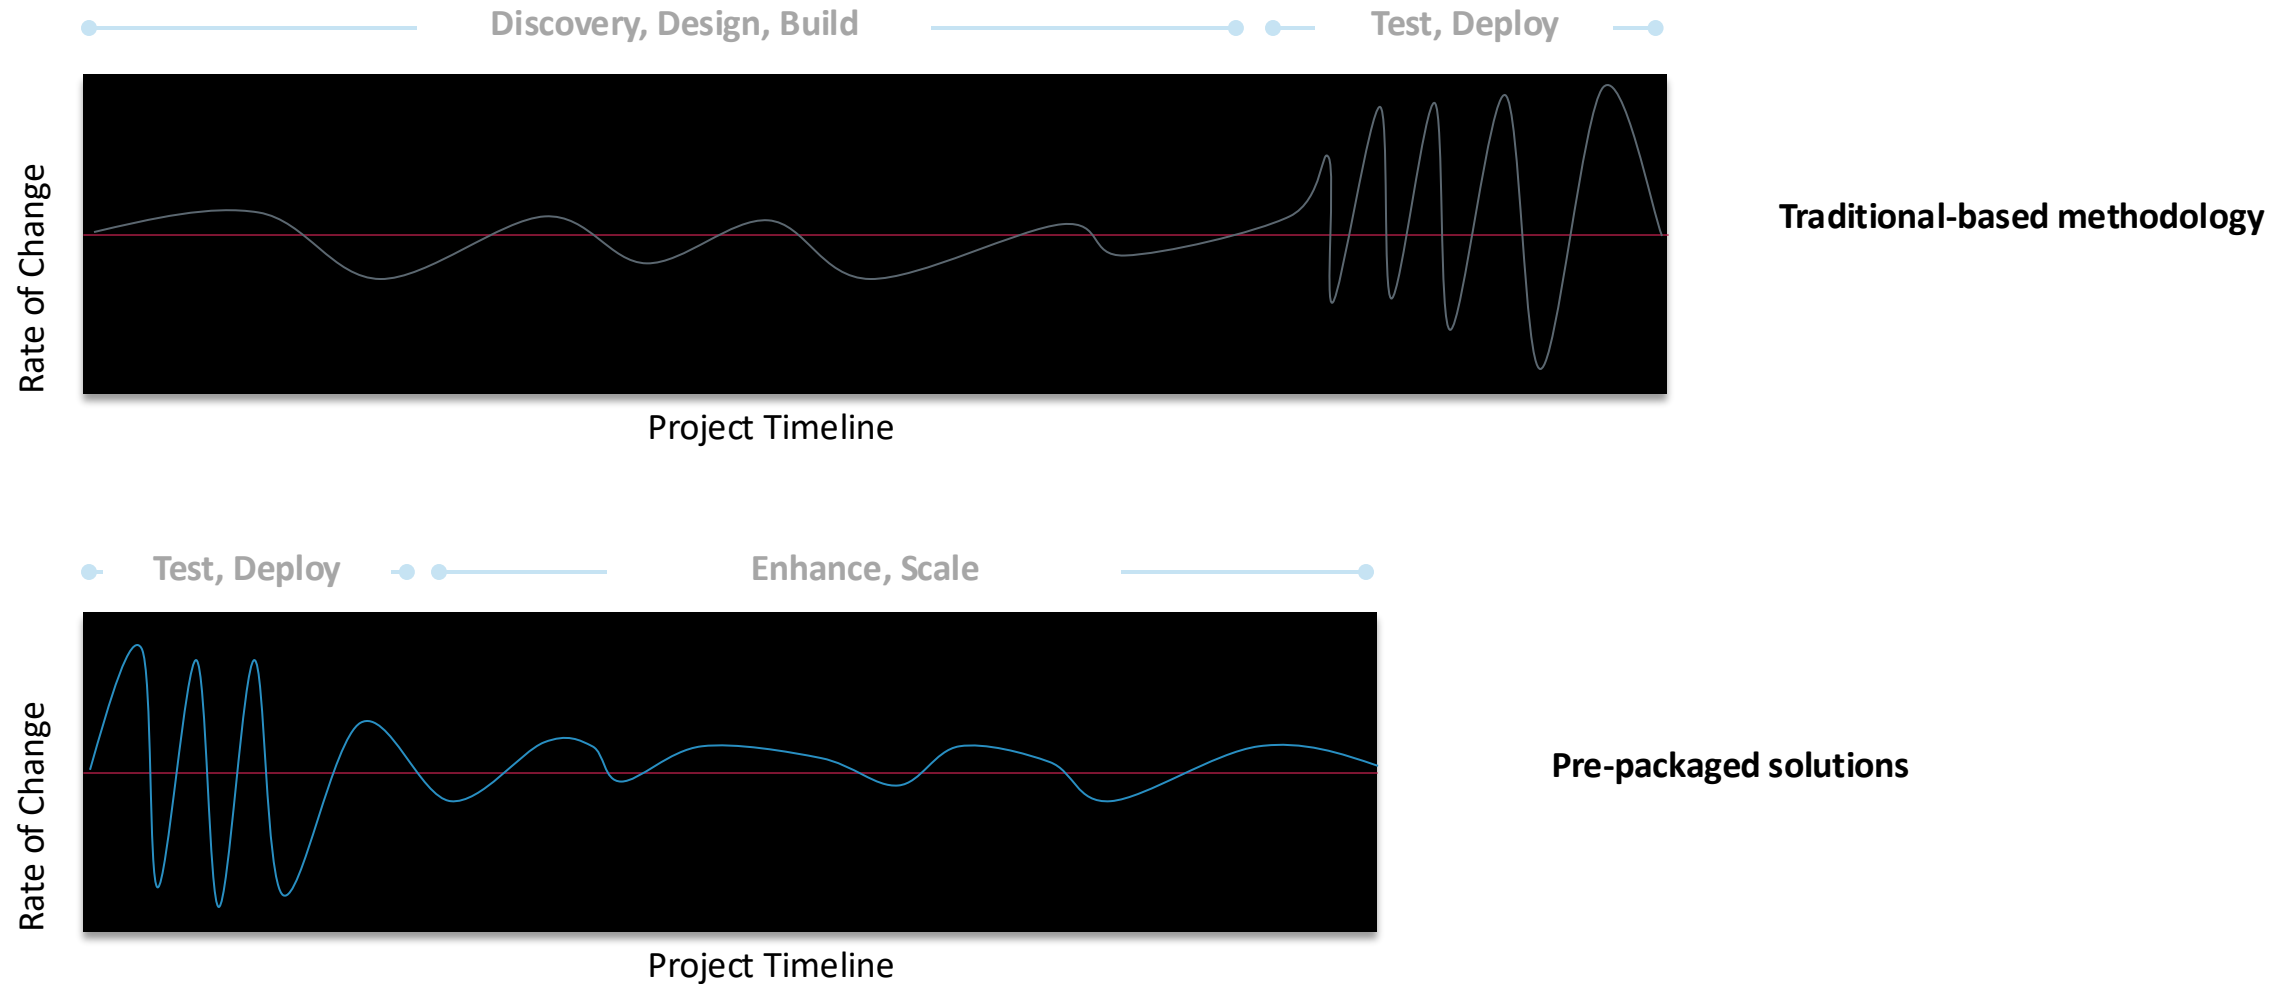 Discovery, Design, Build
Test, Deploy
Rate of Change
Traditional-based methodology
Project Timeline
Test, Deploy
Enhance, Scale
Rate of Change
Pre-packaged solutions
Project Timeline